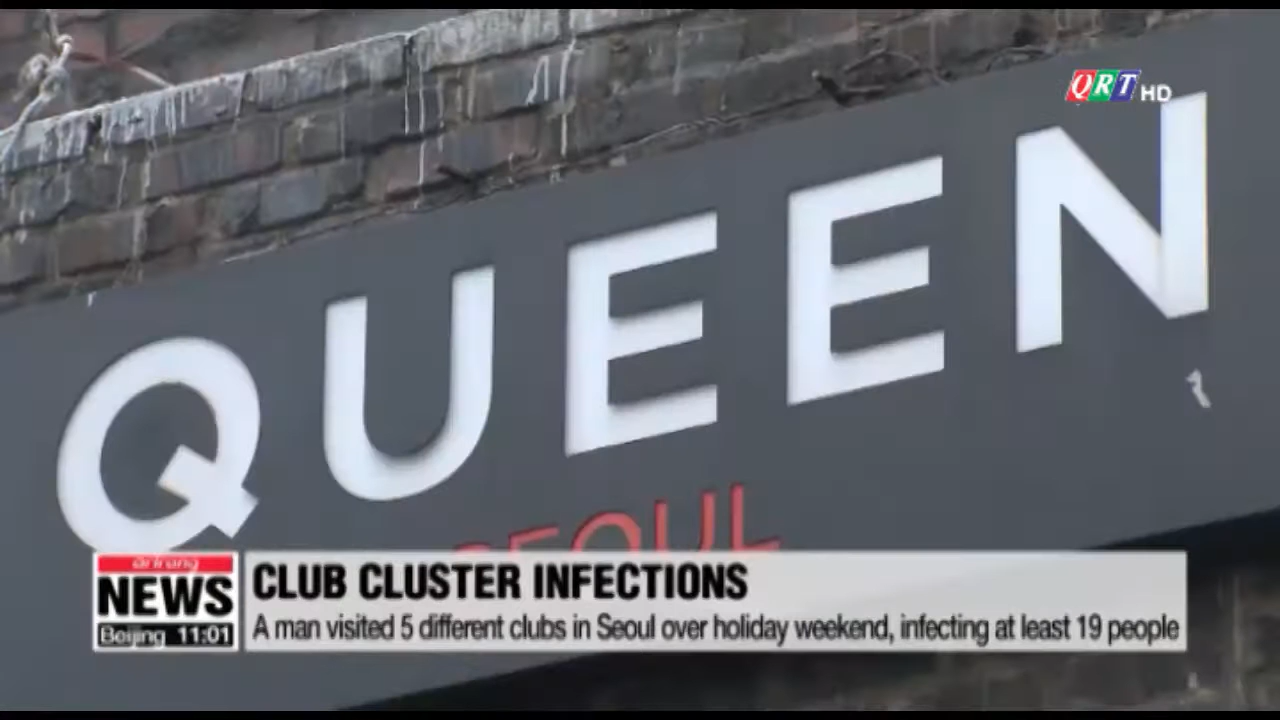 QRT HD
QUEEN
SEOUL
arirang
NEWS
Beijing 11:01
CLUB CLUSTER INFECTIONS
A man visited 5 different clubs in Seoul over holiday weekend, infecting at least 19 people